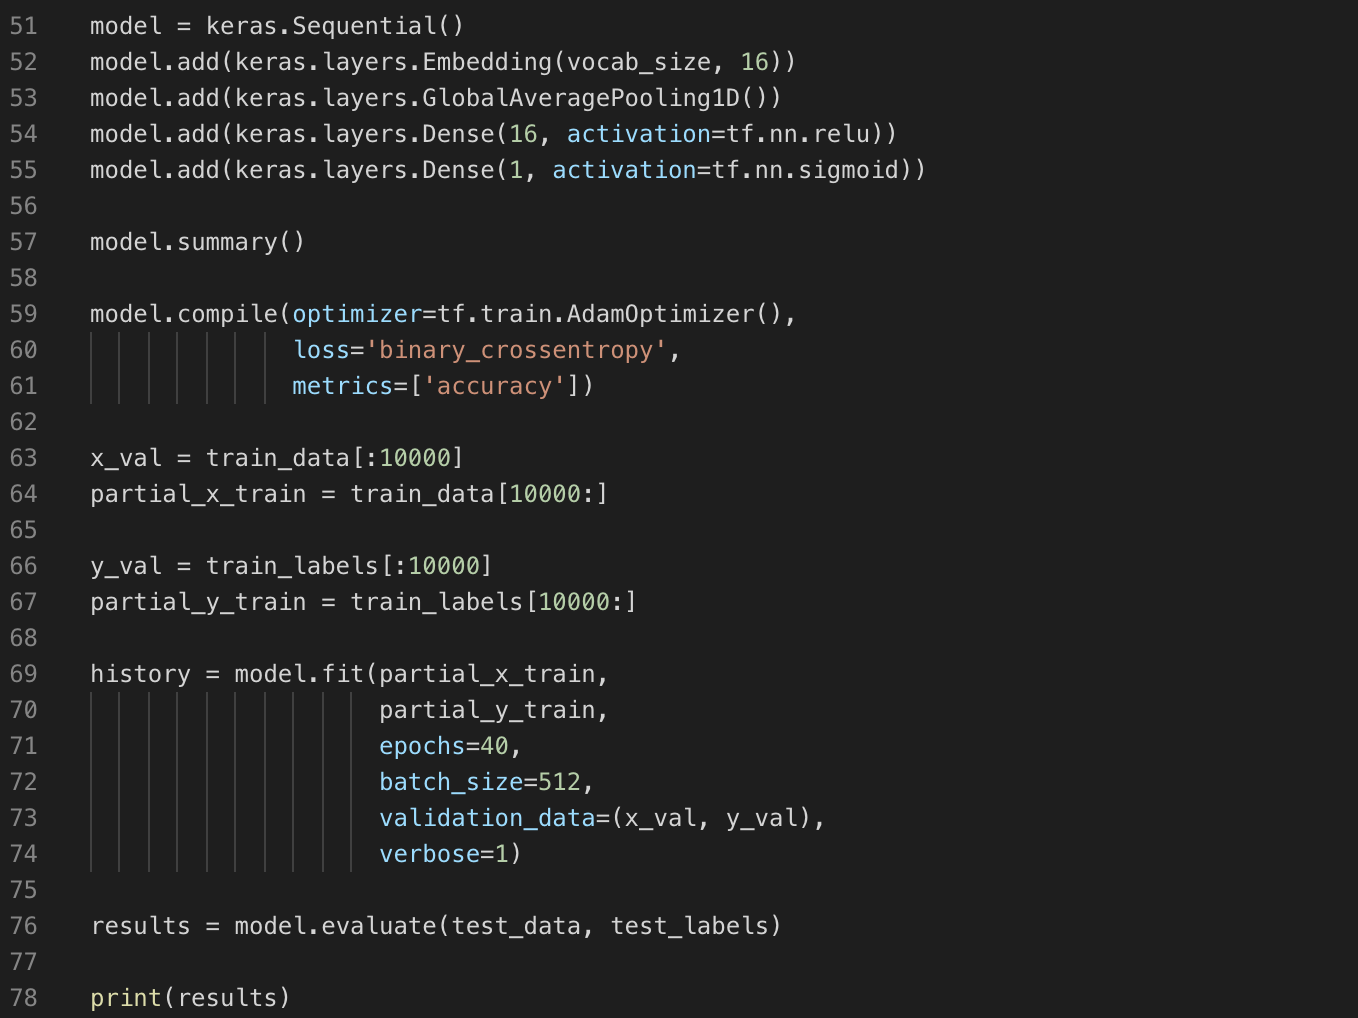 51 model = keras.Sequential()
52 model.add(keras.layers.Embedding(vocab_size, 16))
53 model.add(keras.layers.GlobalAveragePooling1D())
54 model.add(keras.layers.Dense(16, activation=tf.nn.relu))
55 model.add(keras.layers.Dense(1, activation=tf.nn.sigmoid))
56
57 model.summary()
58
59 model.compile(optimizer=tf.train.AdamOptimizer(),
60               loss='binary_crossentropy',
61               metrics=['accuracy'])
62
63 x_val = train_data[:10000]
64 partial_x_train = train_data[10000:]
65
66 y_val = train_labels[:10000]
67 partial_y_train = train_labels[10000:]
68
69 history = model.fit(partial_x_train,
70                     partial_y_train,
71                     epochs=40,
72                     batch_size=512,
73                     validation_data=(x_val, y_val),
74                     verbose=1)
75
76 results = model.evaluate(test_data, test_labels)
77
78 print(results)